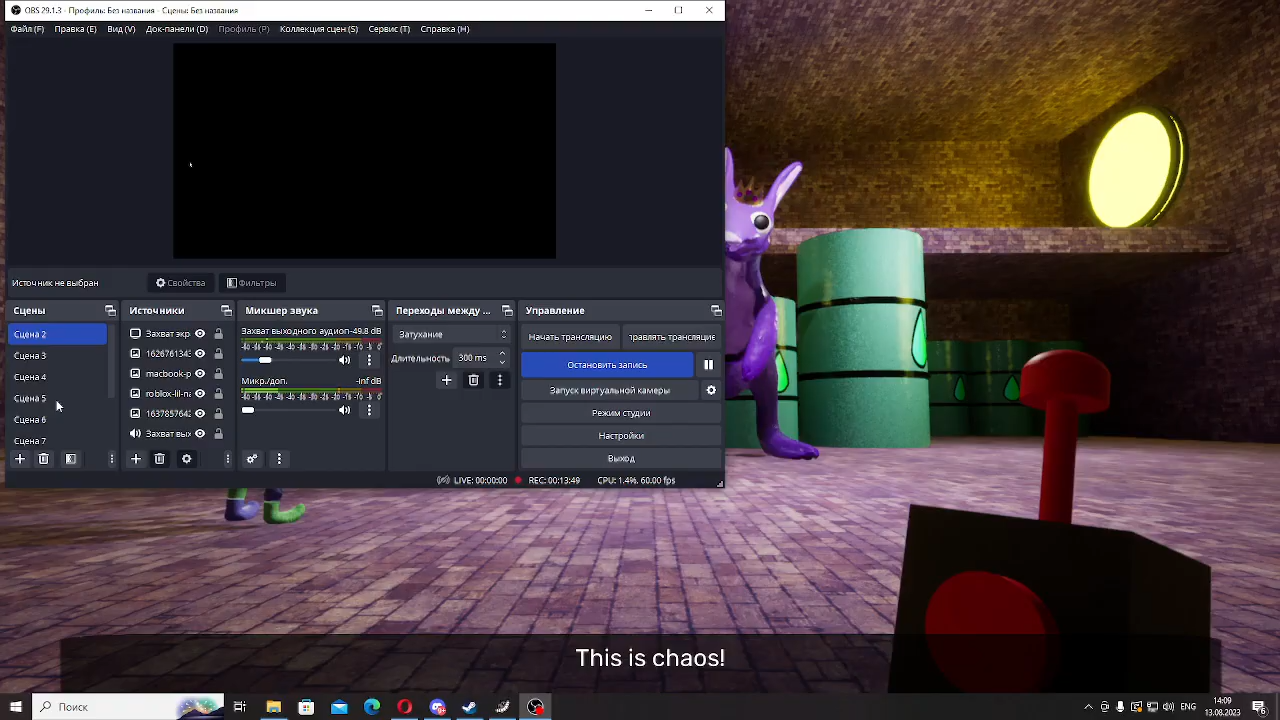 OBS 29.1.3 - Профиль: Без названия - Сцены: Без названия
Файл (F) Правка (E) Вид (V) Док-панели (D) Профиль (P) Коллекция сцен (S) Сервис (T) Справка (H)
Источник не выбран Свойства Фильтры
Сцены Источники Микшер звука Переходы между ... Управление
Сцена 2
Сцена 3
Сцена 4
Сцена 5
Сцена 6
Сцена 7
Захват экр
1626761343
macbook-p
roblox-lil-na
1637857642
Захват вых
Захват выходного аудиоп -49.8 dB
Микр./доп. -inf dB
Затухание
Длительность 300 ms
Начать трансляцию правлять трансляцие
Остановить запись
Запуск виртуальной камеры
Режим студии
Настройки
Выход
LIVE: 00:00:00 REC: 00:13:49 CPU: 1.4%, 60.00 fps
This is chaos!
Поиск
ENG
14:09
13.08.2023